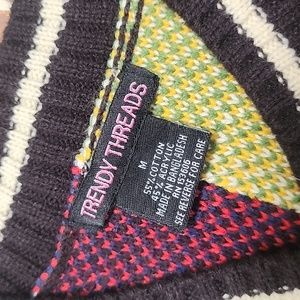 TRENDY THREADS
M
55% COTTON
45% ACRYLIC
MADE IN BANGLADESH
SEE REVERSE FOR CARE